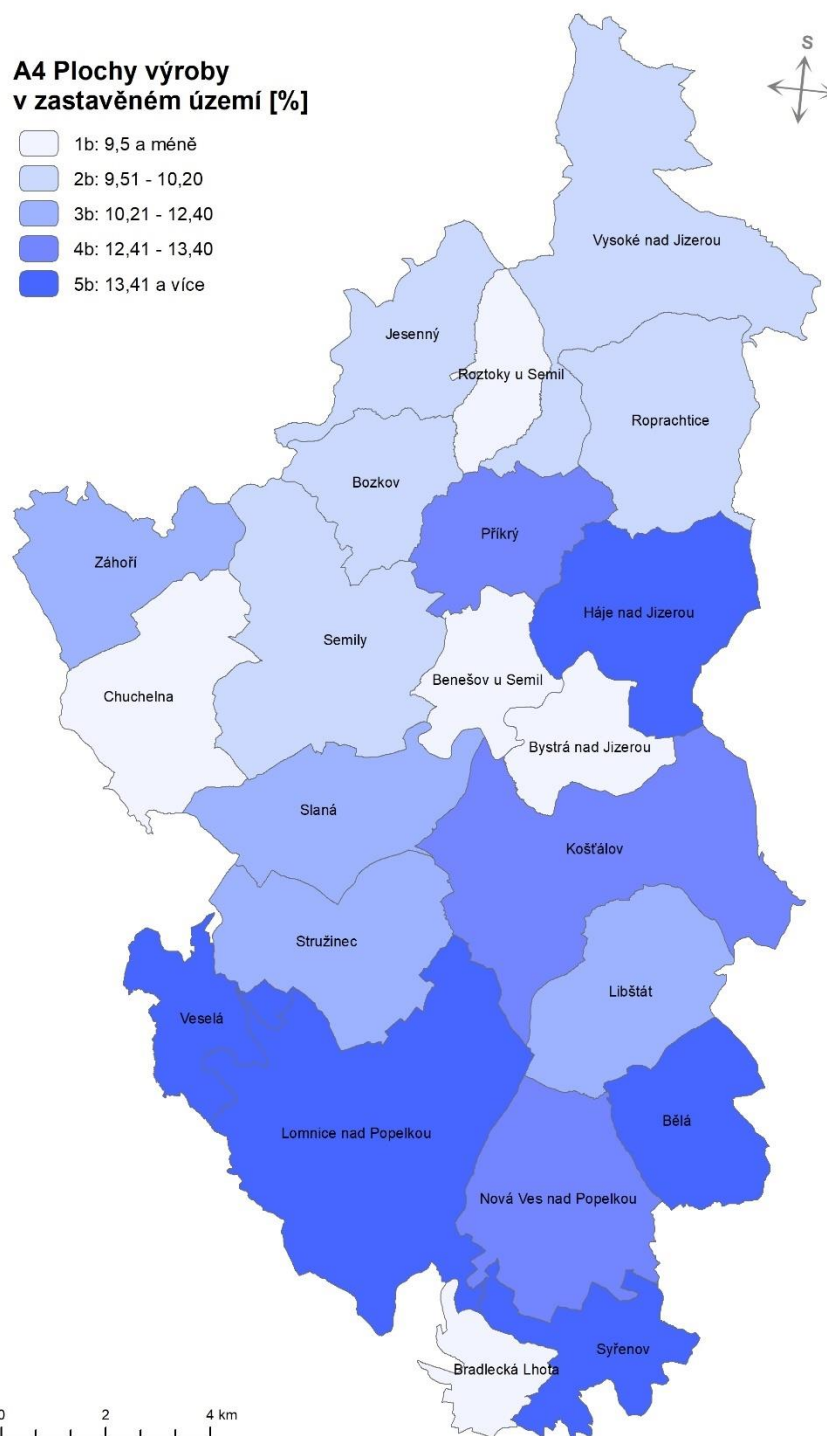 S
A4 Plochy výroby
v zastavěném území [%]
1b: 9,5 a méně
2b: 9,51 - 10,20
3b: 10,21 - 12,40
4b: 12,41 - 13,40
5b: 13,41 a více
Vysoké nad Jizerou
Jesenný
Roztoky u Semil
Roprachtice
Bozkov
Příkrý
Záhoří
Háje nad Jizerou
Semily
Benešov u Semil
Chuchelna
Bystrá nad Jizerou
Slaná
Košťálov
Stružinec
Libštát
Veselá
Bělá
Lomnice nad Popelkou
Nová Ves nad Popelkou
Syřenov
Bradlecká Lhota
0 2 4 km